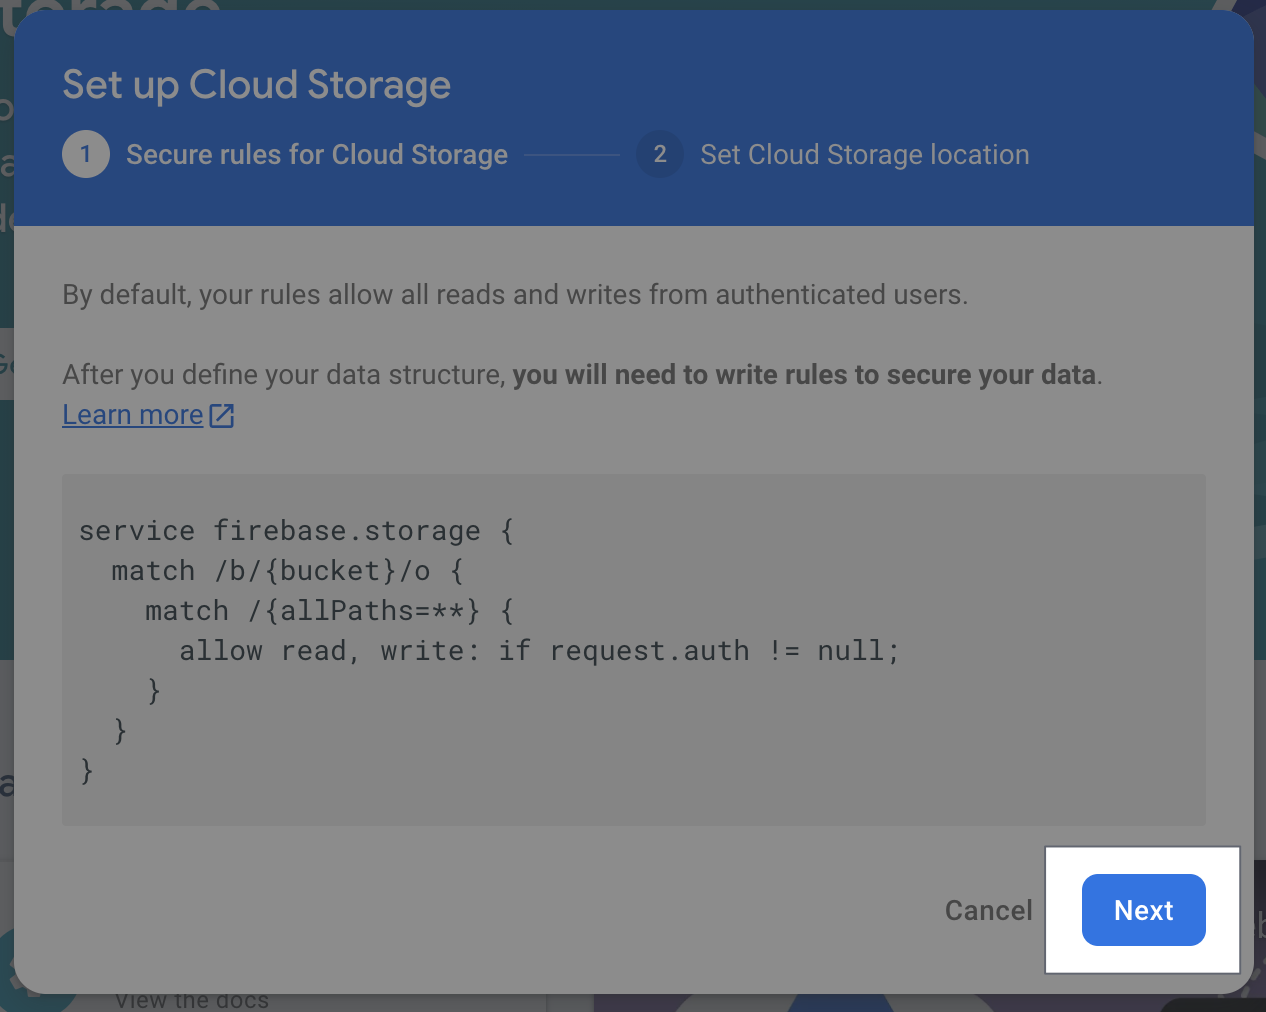 Set up Cloud Storage
1 Secure rules for Cloud Storage 2 Set Cloud Storage location
By default, your rules allow all reads and writes from authenticated users.
After you define your data structure, you will need to write rules to secure your data.
Learn more
service firebase.storage {
  match /b/{bucket}/o {
    match /{allPaths=**} {
      allow read, write: if request.auth != null;
    }
  }
}
Cancel Next
View the docs